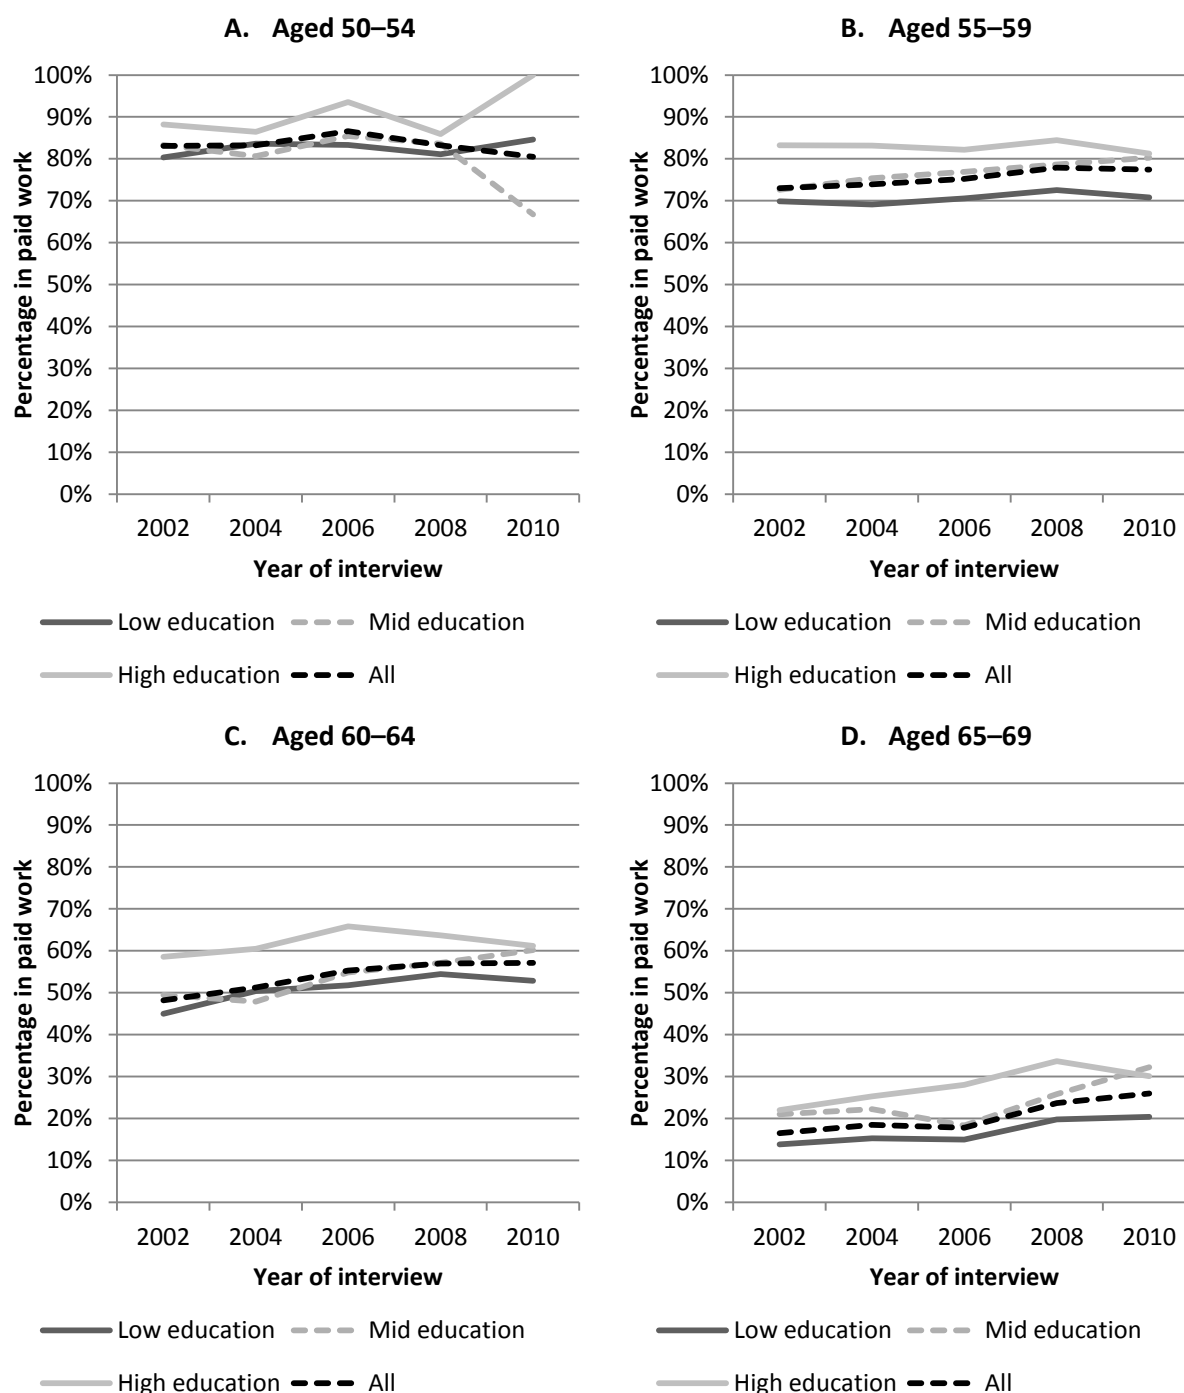 A. Aged 50–54
Percentage in paid work
100%
90%
80%
70%
60%
50%
40%
30%
20%
10%
0%
2002 2004 2006 2008 2010
Year of interview
Low education Mid education
High education All
B. Aged 55–59
Percentage in paid work
100%
90%
80%
70%
60%
50%
40%
30%
20%
10%
0%
2002 2004 2006 2008 2010
Year of interview
Low education Mid education
High education All
C. Aged 60–64
Percentage in paid work
100%
90%
80%
70%
60%
50%
40%
30%
20%
10%
0%
2002 2004 2006 2008 2010
Year of interview
Low education Mid education
High education All
D. Aged 65–69
Percentage in paid work
100%
90%
80%
70%
60%
50%
40%
30%
20%
10%
0%
2002 2004 2006 2008 2010
Year of interview
Low education Mid education
High education All